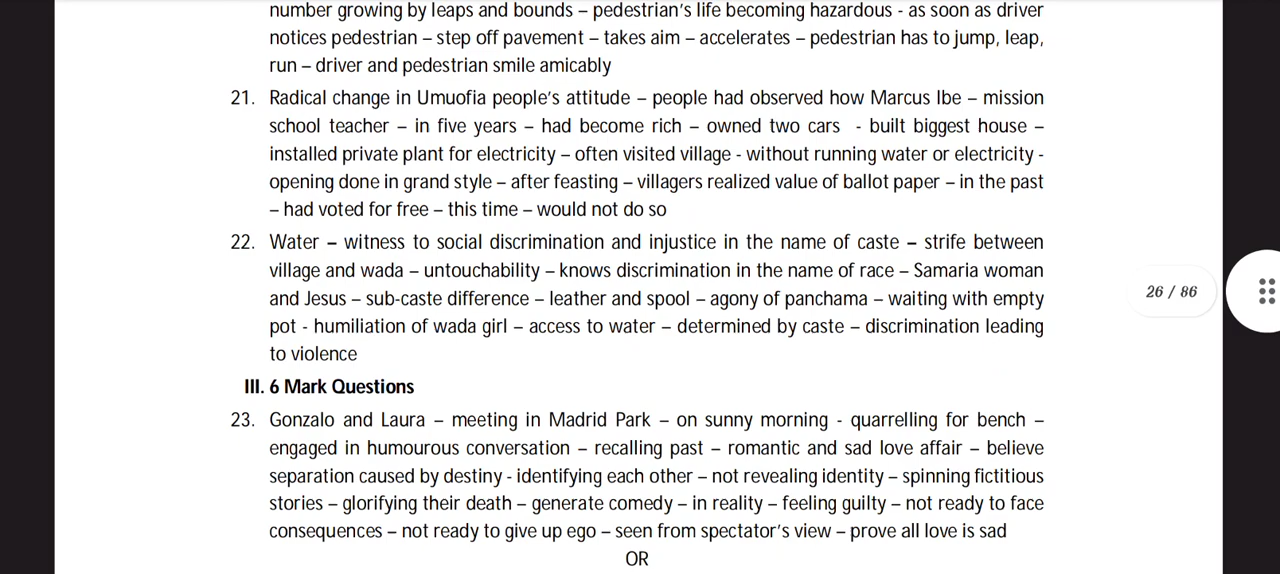 number growing by leaps and bounds – pedestrian's life becoming hazardous - as soon as driver
notices pedestrian – step off pavement – takes aim – accelerates – pedestrian has to jump, leap,
run – driver and pedestrian smile amicably
21. Radical change in Umuofia people's attitude – people had observed how Marcus Ibe – mission
school teacher – in five years – had become rich – owned two cars - built biggest house –
installed private plant for electricity – often visited village - without running water or electricity -
opening done in grand style – after feasting – villagers realized value of ballot paper – in the past
– had voted for free – this time – would not do so
22. Water – witness to social discrimination and injustice in the name of caste – strife between
village and wada – untouchability – knows discrimination in the name of race – Samaria woman
and Jesus – sub-caste difference – leather and spool – agony of panchama – waiting with empty
pot - humiliation of wada girl – access to water – determined by caste – discrimination leading
to violence
III. 6 Mark Questions
23. Gonzalo and Laura – meeting in Madrid Park – on sunny morning - quarrelling for bench –
engaged in humourous conversation – recalling past – romantic and sad love affair – believe
separation caused by destiny - identifying each other – not revealing identity – spinning fictitious
stories – glorifying their death – generate comedy – in reality – feeling guilty – not ready to face
consequences – not ready to give up ego – seen from spectator's view – prove all love is sad
OR
26 / 86